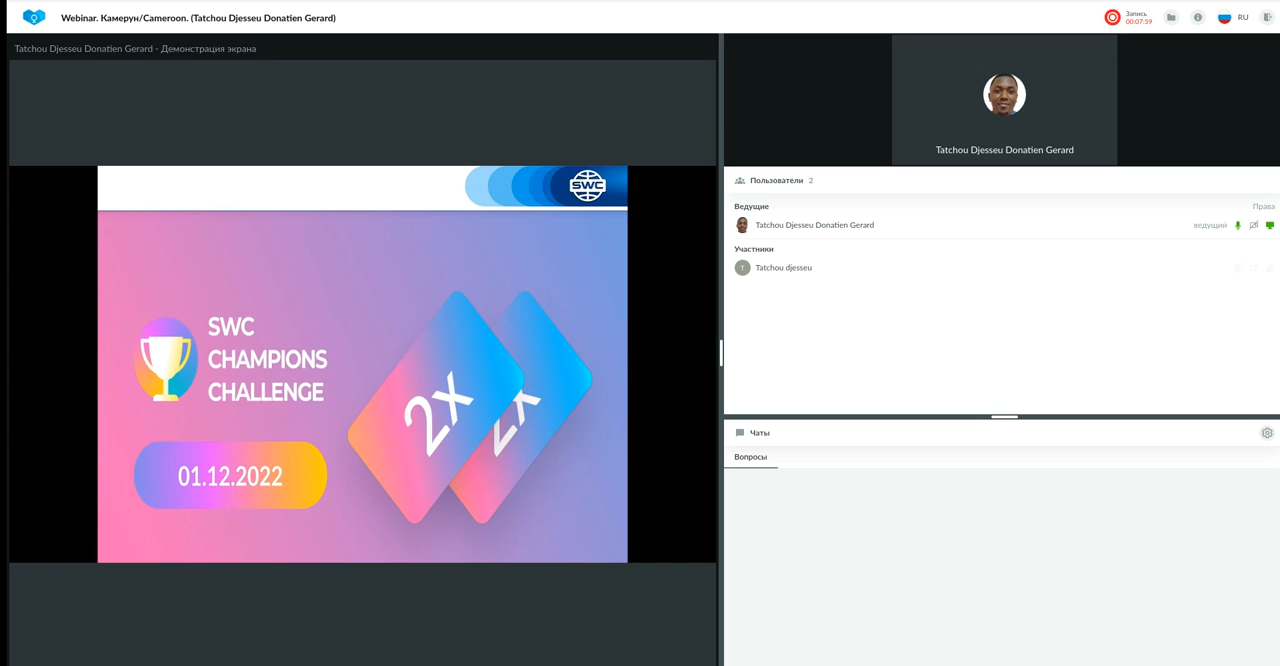 Webinar. Камерун/Cameroon. (Tatchou Djesseu Donatien Gerard)
Запись
00:07:59
RU
Tatchou Djesseu Donatien Gerard - Демонстрация экрана
SWC
SWC
CHAMPIONS
CHALLENGE
2x
2x
01.12.2022
Tatchou Djesseu Donatien Gerard
Пользователи 2
Ведущие Права
Tatchou Djesseu Donatien Gerard ведущий
Участники
T Tatchou djesseu
Чаты
Вопросы